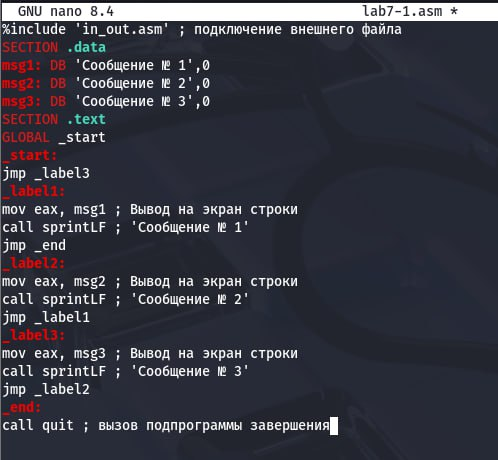 GNU nano 8.4 lab7-1.asm *
%include 'in_out.asm' ; подключение внешнего файла
SECTION .data
msg1: DB 'Сообщение № 1',0
msg2: DB 'Сообщение № 2',0
msg3: DB 'Сообщение № 3',0
SECTION .text
GLOBAL _start
_start:
jmp _label3
_label1:
mov eax, msg1 ; Вывод на экран строки
call sprintLF ; 'Сообщение № 1'
jmp _end
_label2:
mov eax, msg2 ; Вывод на экран строки
call sprintLF ; 'Сообщение № 2'
jmp _label1
_label3:
mov eax, msg3 ; Вывод на экран строки
call sprintLF ; 'Сообщение № 3'
jmp _label2
_end:
call quit ; вызов подпрограммы завершения